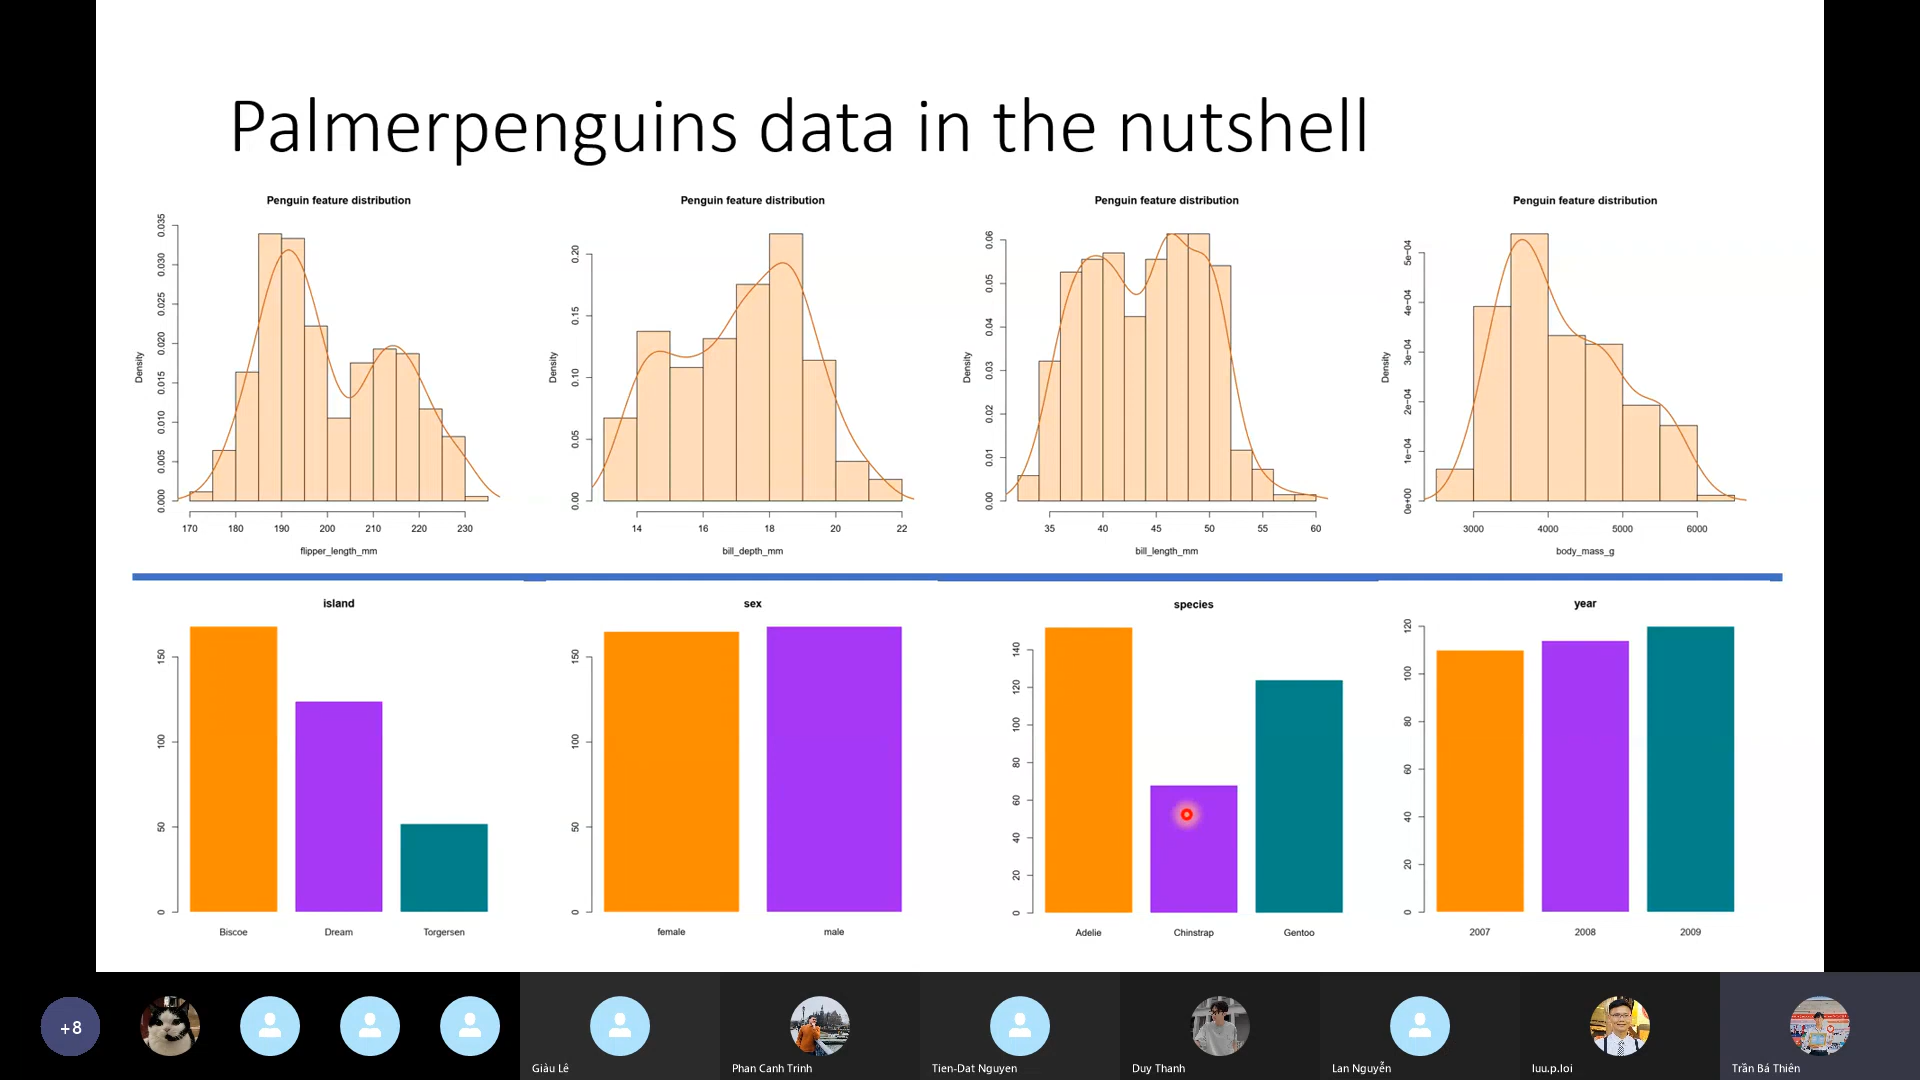 Palmerpenguins data in the nutshell
Penguin feature distribution
Density
0.000 0.005 0.010 0.015 0.020 0.025 0.030 0.035
170 180 190 200 210 220 230
flipper_length_mm
Penguin feature distribution
Density
0.00 0.05 0.10 0.15 0.20
14 16 18 20 22
bill_depth_mm
Penguin feature distribution
Density
0.00 0.01 0.02 0.03 0.04 0.05 0.06
35 40 45 50 55 60
bill_length_mm
Penguin feature distribution
Density
0e+00 1e-04 2e-04 3e-04 4e-04 5e-04
3000 4000 5000 6000
body_mass_g
island
0 50 100 150
Biscoe Dream Torgersen
sex
0 50 100 150
female male
species
0 20 40 60 80 100 120 140
Adelie Chinstrap Gentoo
year
0 20 40 60 80 100 120
2007 2008 2009
+8
Giàu Lê
Phan Canh Trinh
Tien-Dat Nguyen
Duy Thanh
Lan Nguyễn
luu.p.loi
Trần Bá Thiên